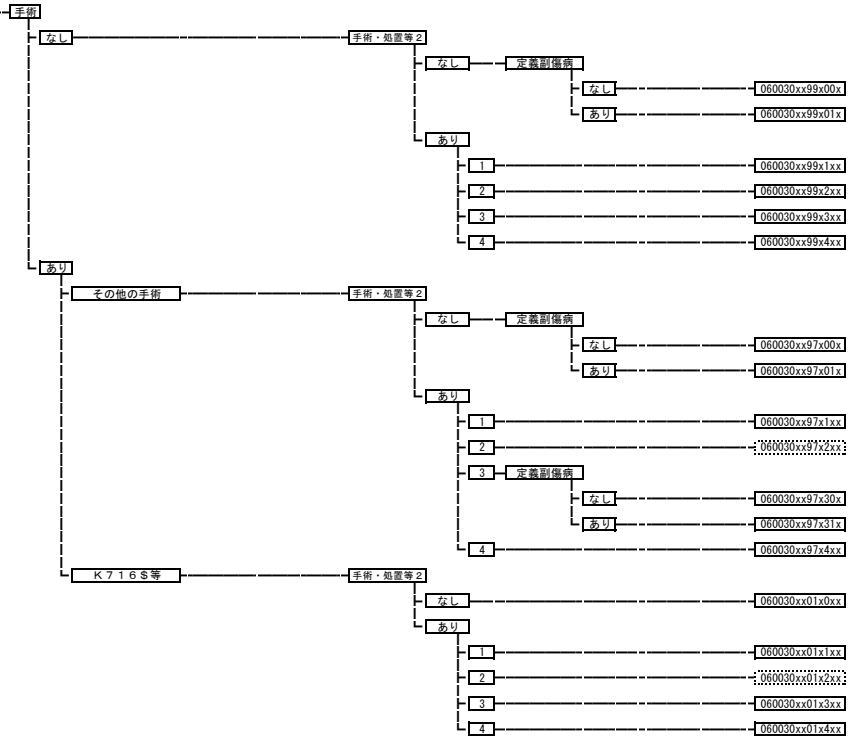 手術
なし 手術・処置等2
なし 定義副傷病
なし 060030xx99x00x
あり 060030xx99x01x
あり
1 060030xx99x1xx
2 060030xx99x2xx
3 060030xx99x3xx
4 060030xx99x4xx
あり
その他の手術 手術・処置等2
なし 定義副傷病
なし 060030xx97x00x
あり 060030xx97x01x
あり
1 060030xx97x1xx
2 060030xx97x2xx
3 定義副傷病
なし 060030xx97x30x
あり 060030xx97x31x
4 060030xx97x4xx
K716$等 手術・処置等2
なし 060030xx01x0xx
あり
1 060030xx01x1xx
2 060030xx01x2xx
3 060030xx01x3xx
4 060030xx01x4xx